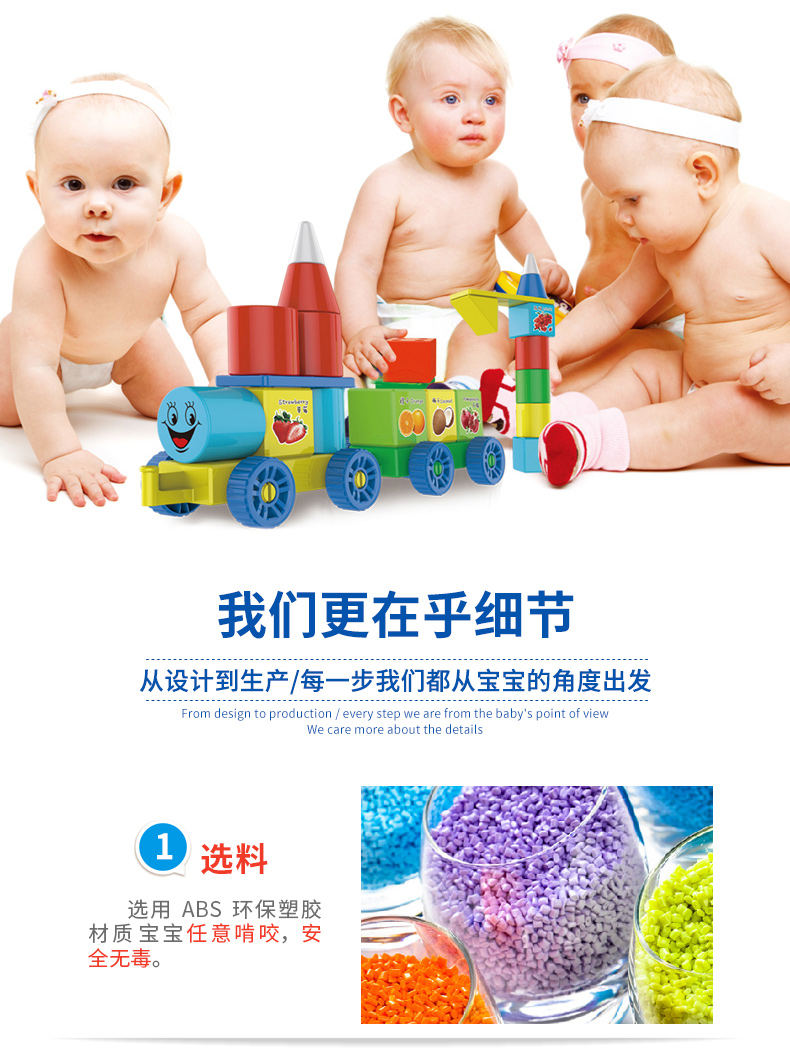 Strawberry
草莓
我们更在乎细节
从设计到生产/每一步我们都从宝宝的角度出发
From design to production / every step we are from the baby's point of view
We care more about the details
1 选料
选用 ABS 环保塑胶
材质宝宝任意啃咬，安
全无毒。